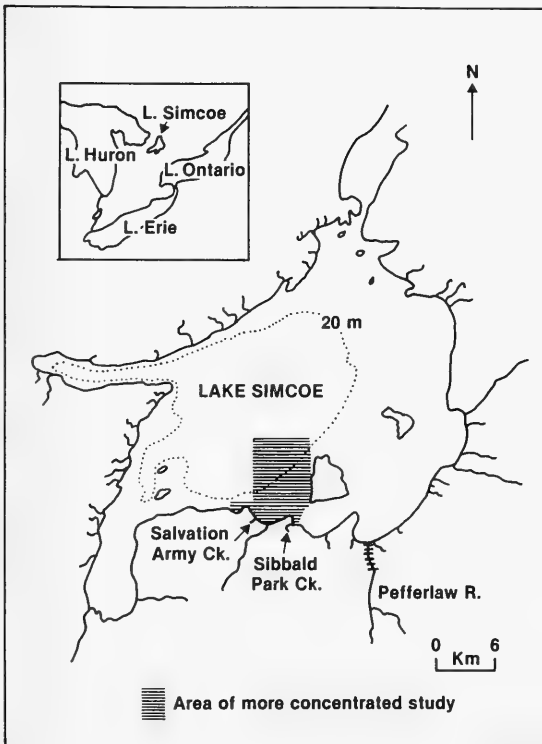 L. Simcoe
L. Huron
L. Ontario
L. Erie
N
20 m
LAKE SIMCOE
Salvation
Army Ck.
Sibbald
Park Ck.
Pefferlaw R.
0 6
Km
Area of more concentrated study